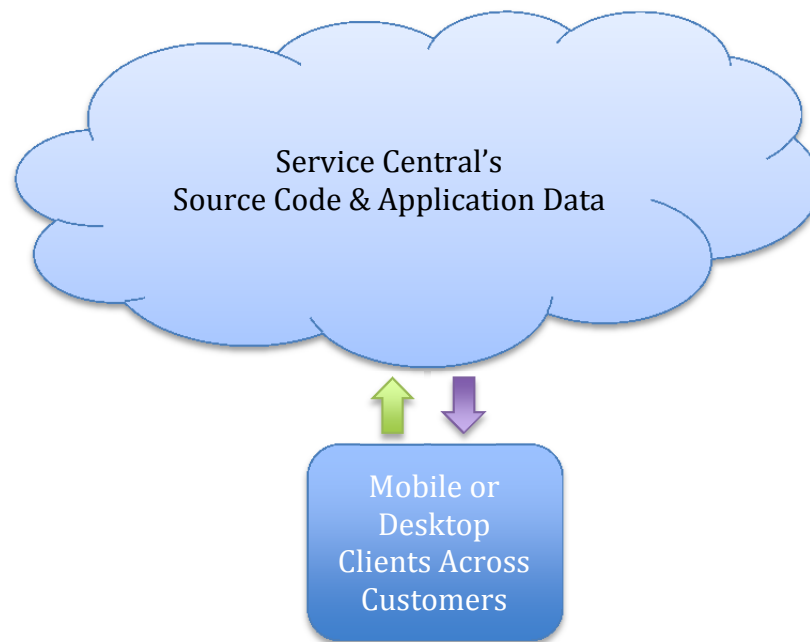 Service Central’s
Source Code & Application Data
Mobile or
Desktop
Clients Across
Customers